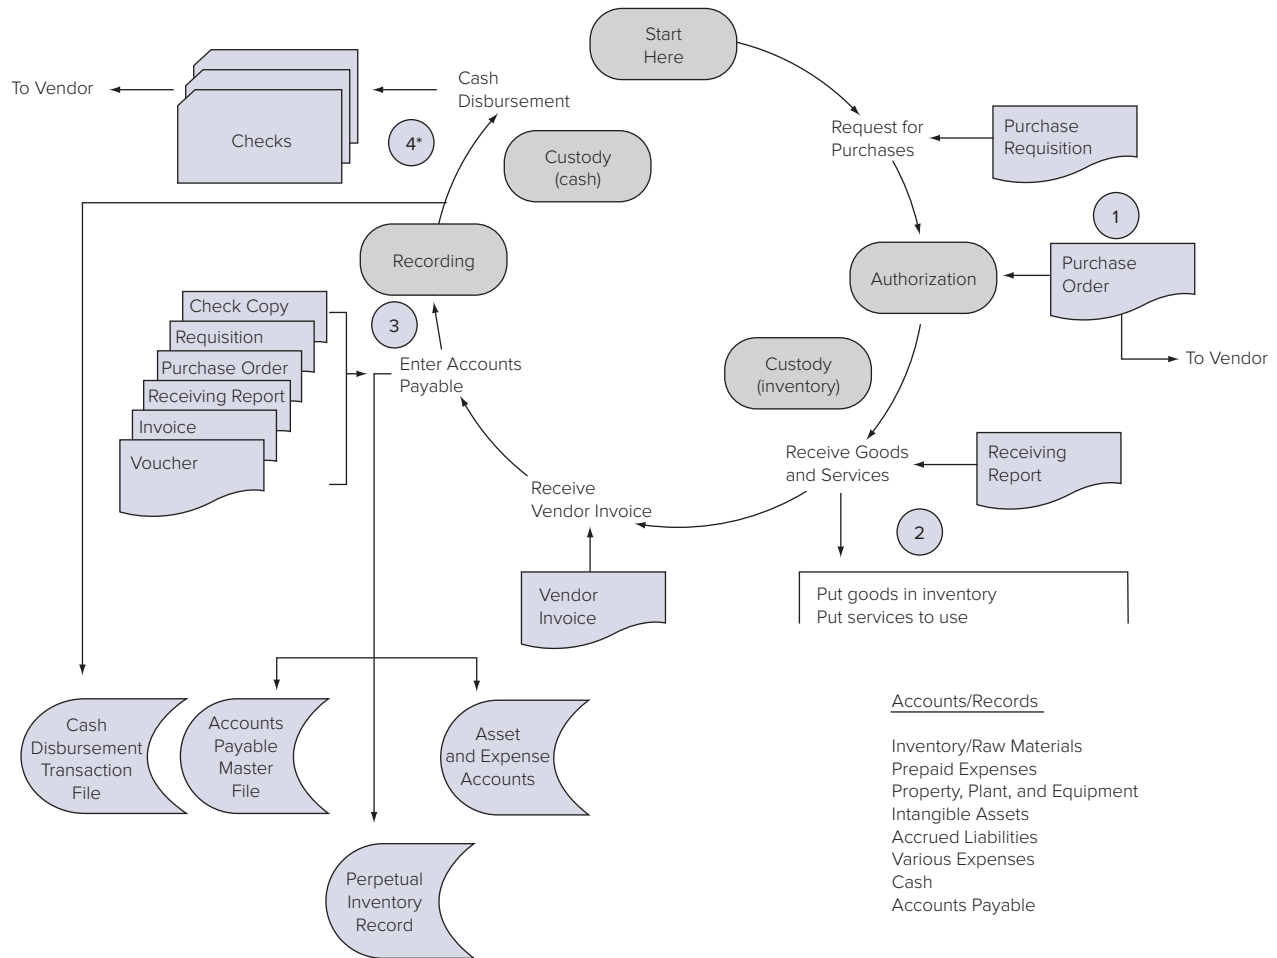 Start
Here
To Vendor
Checks
4*
Cash
Disbursement
Custody
(cash)
Request for
Purchases
Purchase
Requisition
1
Recording
Authorization
Purchase
Order
To Vendor
Check Copy
Requisition
Purchase Order
Receiving Report
Invoice
Voucher
3
Enter Accounts
Payable
Custody
(inventory)
Receive Goods
and Services
Receiving
Report
Receive
Vendor Invoice
2
Vendor
Invoice
Put goods in inventory
Put services to use
Cash
Disbursement
Transaction
File
Accounts
Payable
Master
File
Asset
and Expense
Accounts
Perpetual
Inventory
Record
Accounts/Records
Inventory/Raw Materials
Prepaid Expenses
Property, Plant, and Equipment
Intangible Assets
Accrued Liabilities
Various Expenses
Cash
Accounts Payable